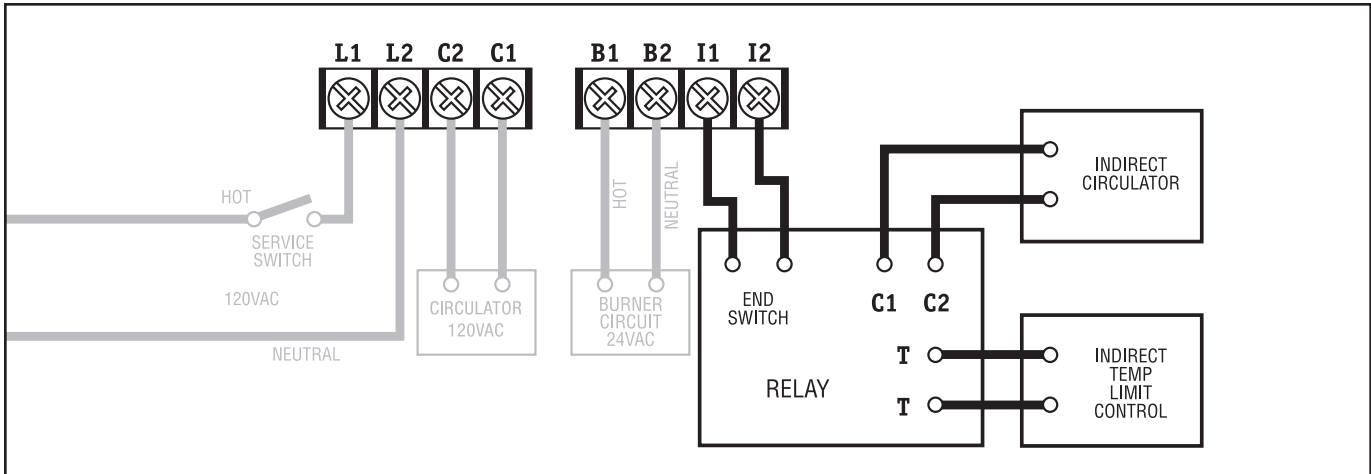 L1 L2 C2 C1 B1 B2 I1 I2
HOT
SERVICE
SWITCH
120VAC
NEUTRAL
CIRCULATOR
120VAC
HOT
NEUTRAL
BURNER
CIRCUIT
24VAC
END
SWITCH
C1 C2
T
T
RELAY
INDIRECT
CIRCULATOR
INDIRECT
TEMP
LIMIT
CONTROL